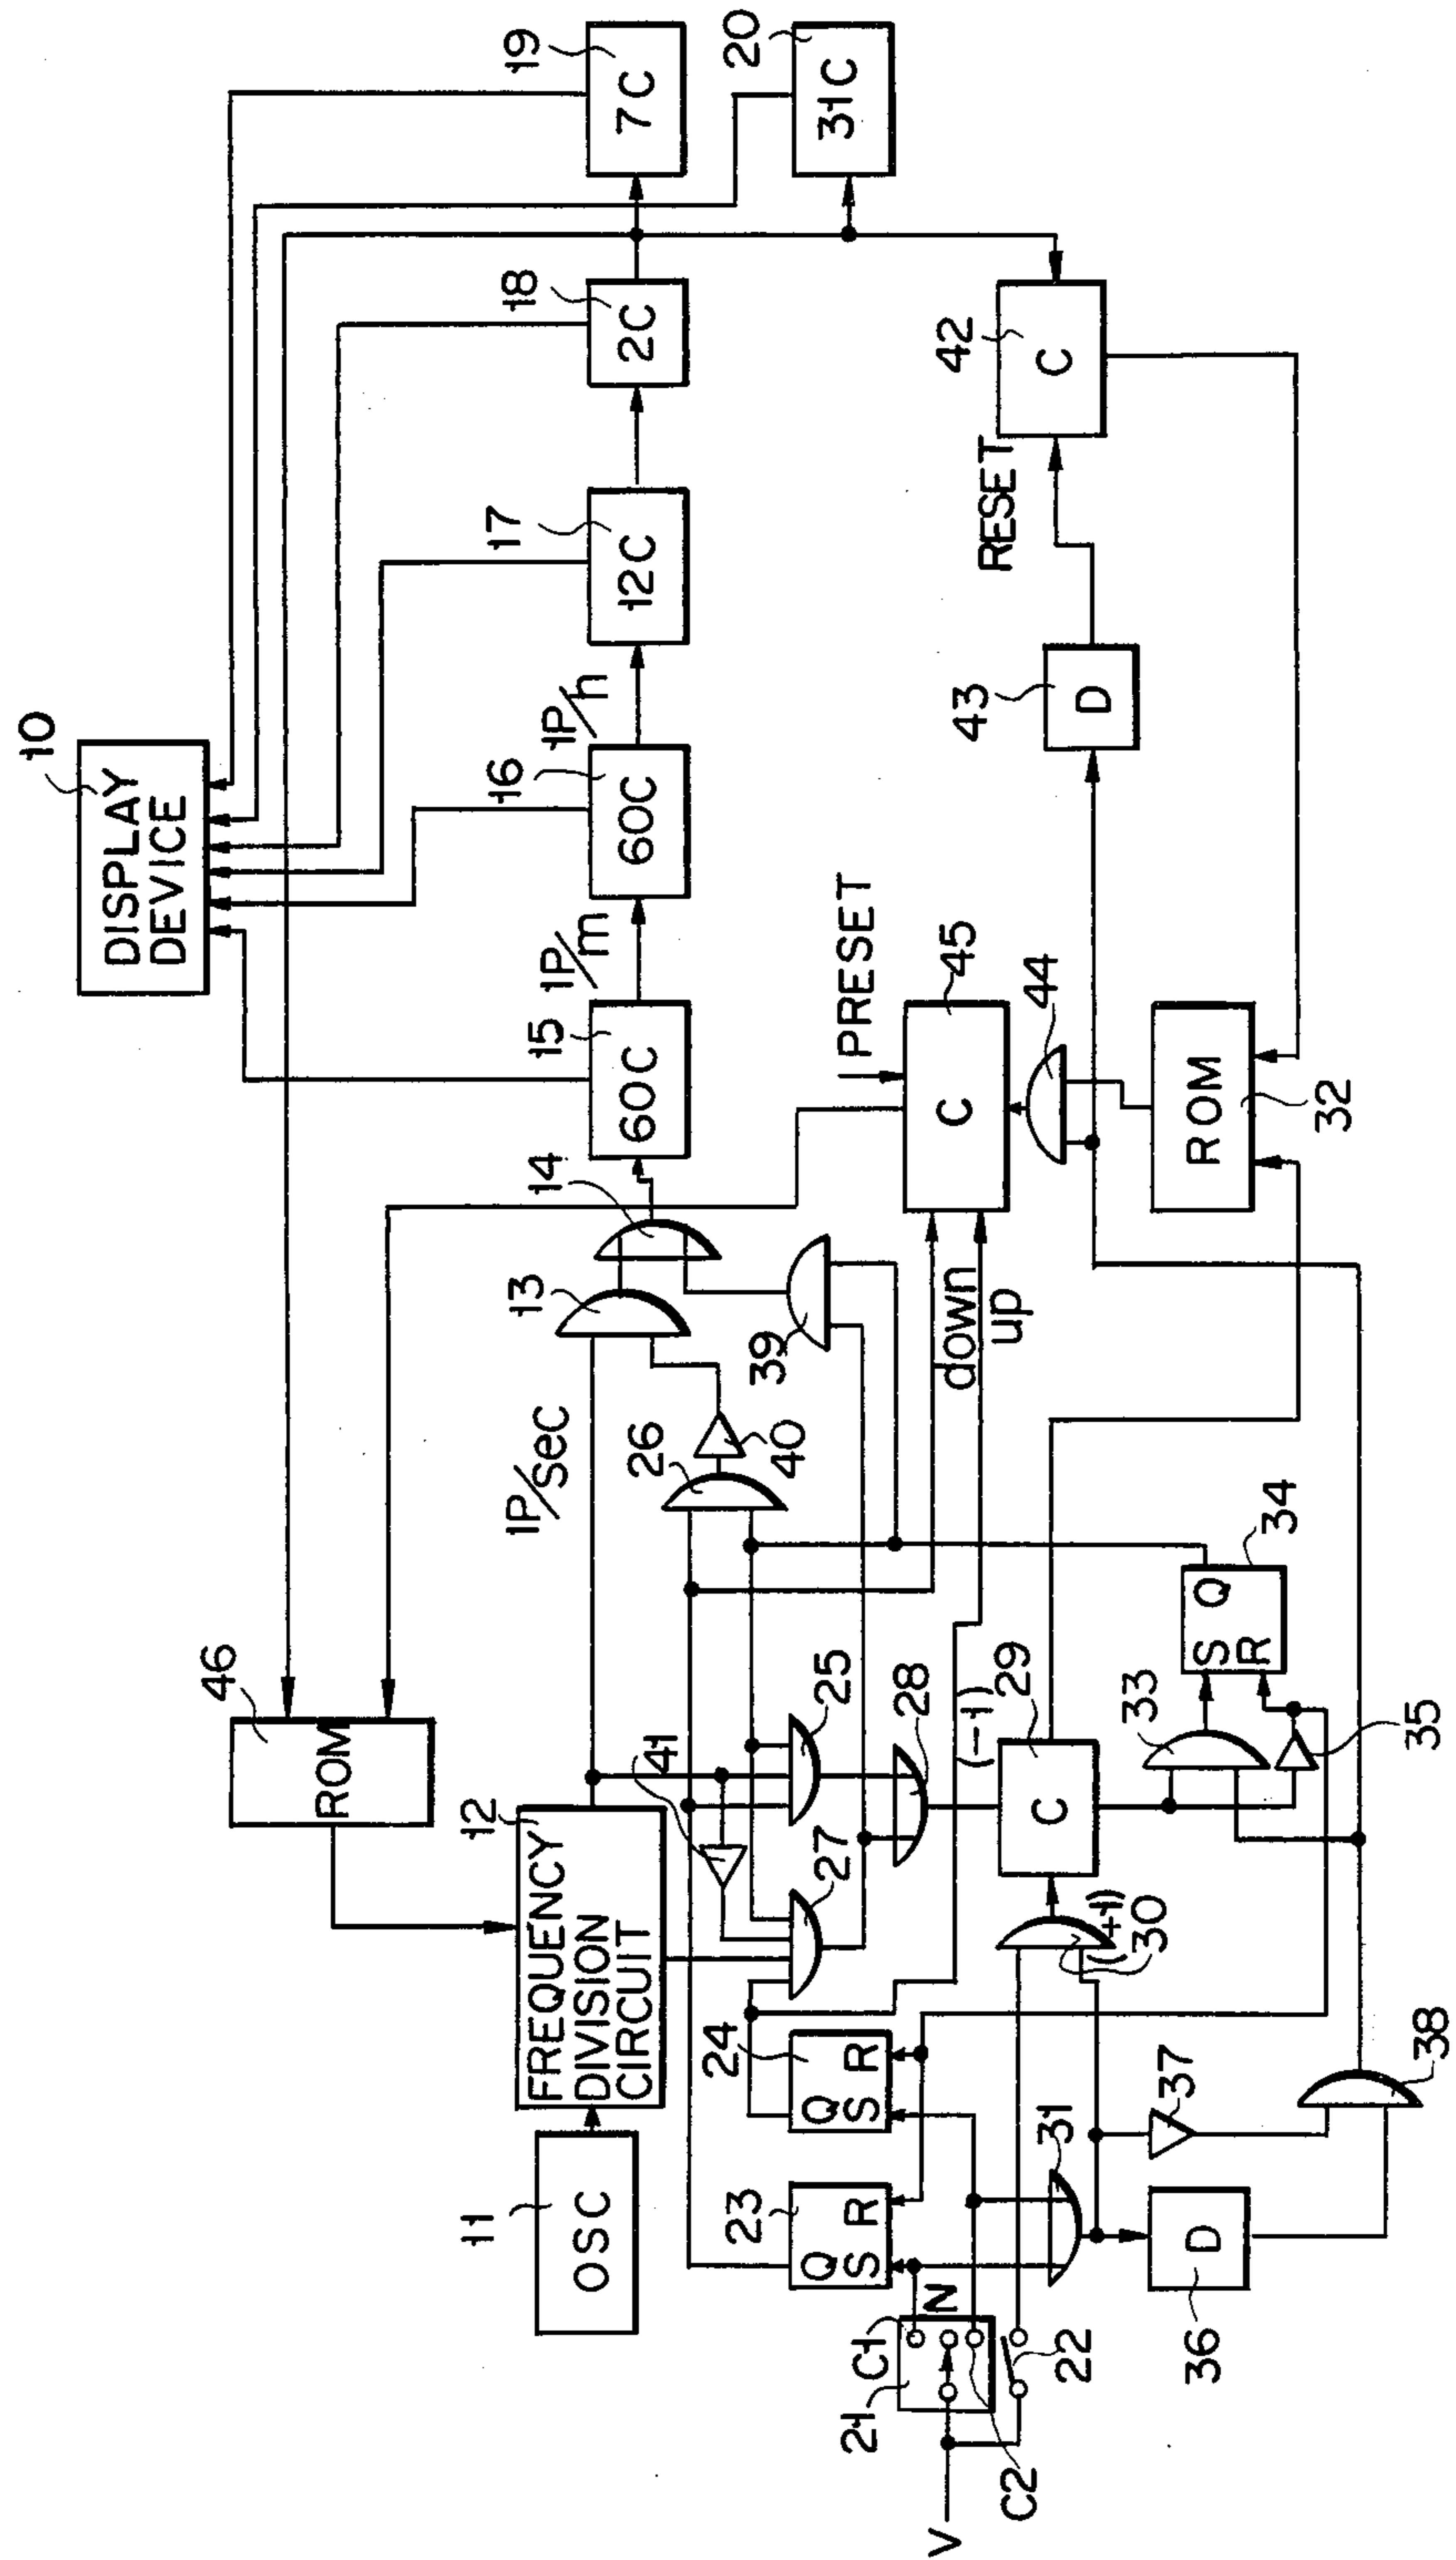 10
DISPLAY
DEVICE
19
7C
20
31C
18
2C
17
12C
42
C
RESET
1P/h
16
60C
43
D
1P/m
15
60C
PRESET
45
C
44
ROM
32
14
13
39
down
up
1P/sec
26
40
46
ROM
34
S Q
R
25
41
28
(-1)
29
C
33
35
12
FREQUENCY
DIVISION
CIRCUIT
27
(+1)
30
24
Q
S R
37
38
11
OSC
23
Q
S R
31
36
D
21
C1
N
22
C2
V